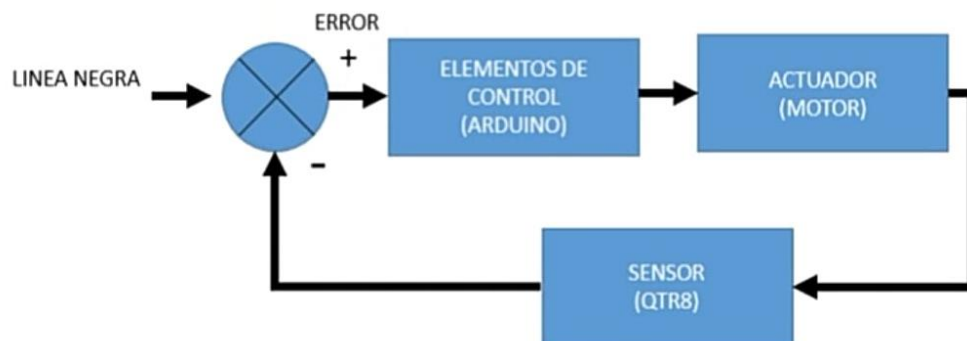 ERROR
+
LINEA NEGRA
ELEMENTOS DE
CONTROL
(ARDUINO)
ACTUADOR
(MOTOR)
-
SENSOR
(QTR8)